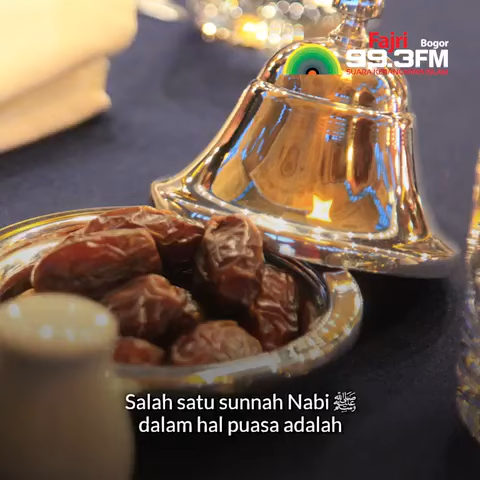 Fajri Bogor
99.3FM
Salah satu sunnah Nabi ﷺ
dalam hal puasa adalah